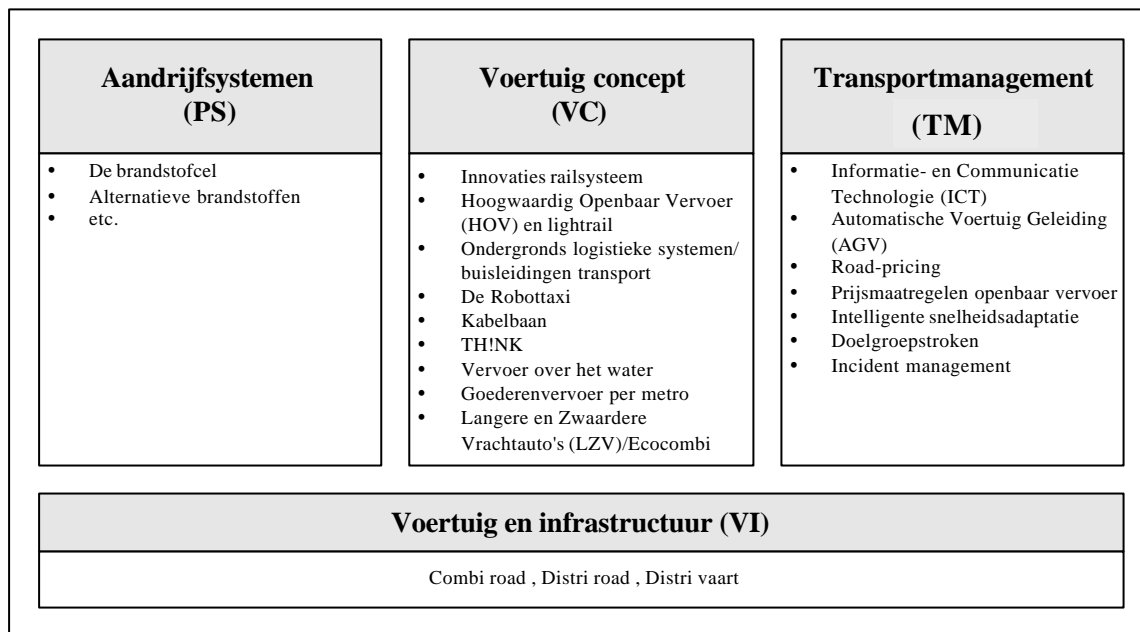 Aandrijfsystemen
(PS)
• De brandstofcel
• Alternatieve brandstoffen
• etc.
Voertuig concept
(VC)
• Innovaties railsysteem
• Hoogwaardig Openbaar Vervoer
(HOV) en lightrail
• Ondergronds logistieke systemen/
buisleidingen transport
• De Robottaxi
• Kabelbaan
• TH!NK
• Vervoer over het water
• Goederenvervoer per metro
• Langere en Zwaardere
Vrachtauto's (LZV)/Ecocombi
Transportmanagement
(TM)
• Informatie- en Communicatie
Technologie (ICT)
• Automatische Voertuig Geleiding
(AGV)
• Road-pricing
• Prijsmaatregelen openbaar vervoer
• Intelligente snelheidsadaptatie
• Doelgroepstroken
• Incident management
Voertuig en infrastructuur (VI)
Combi road , Distri road , Distri vaart